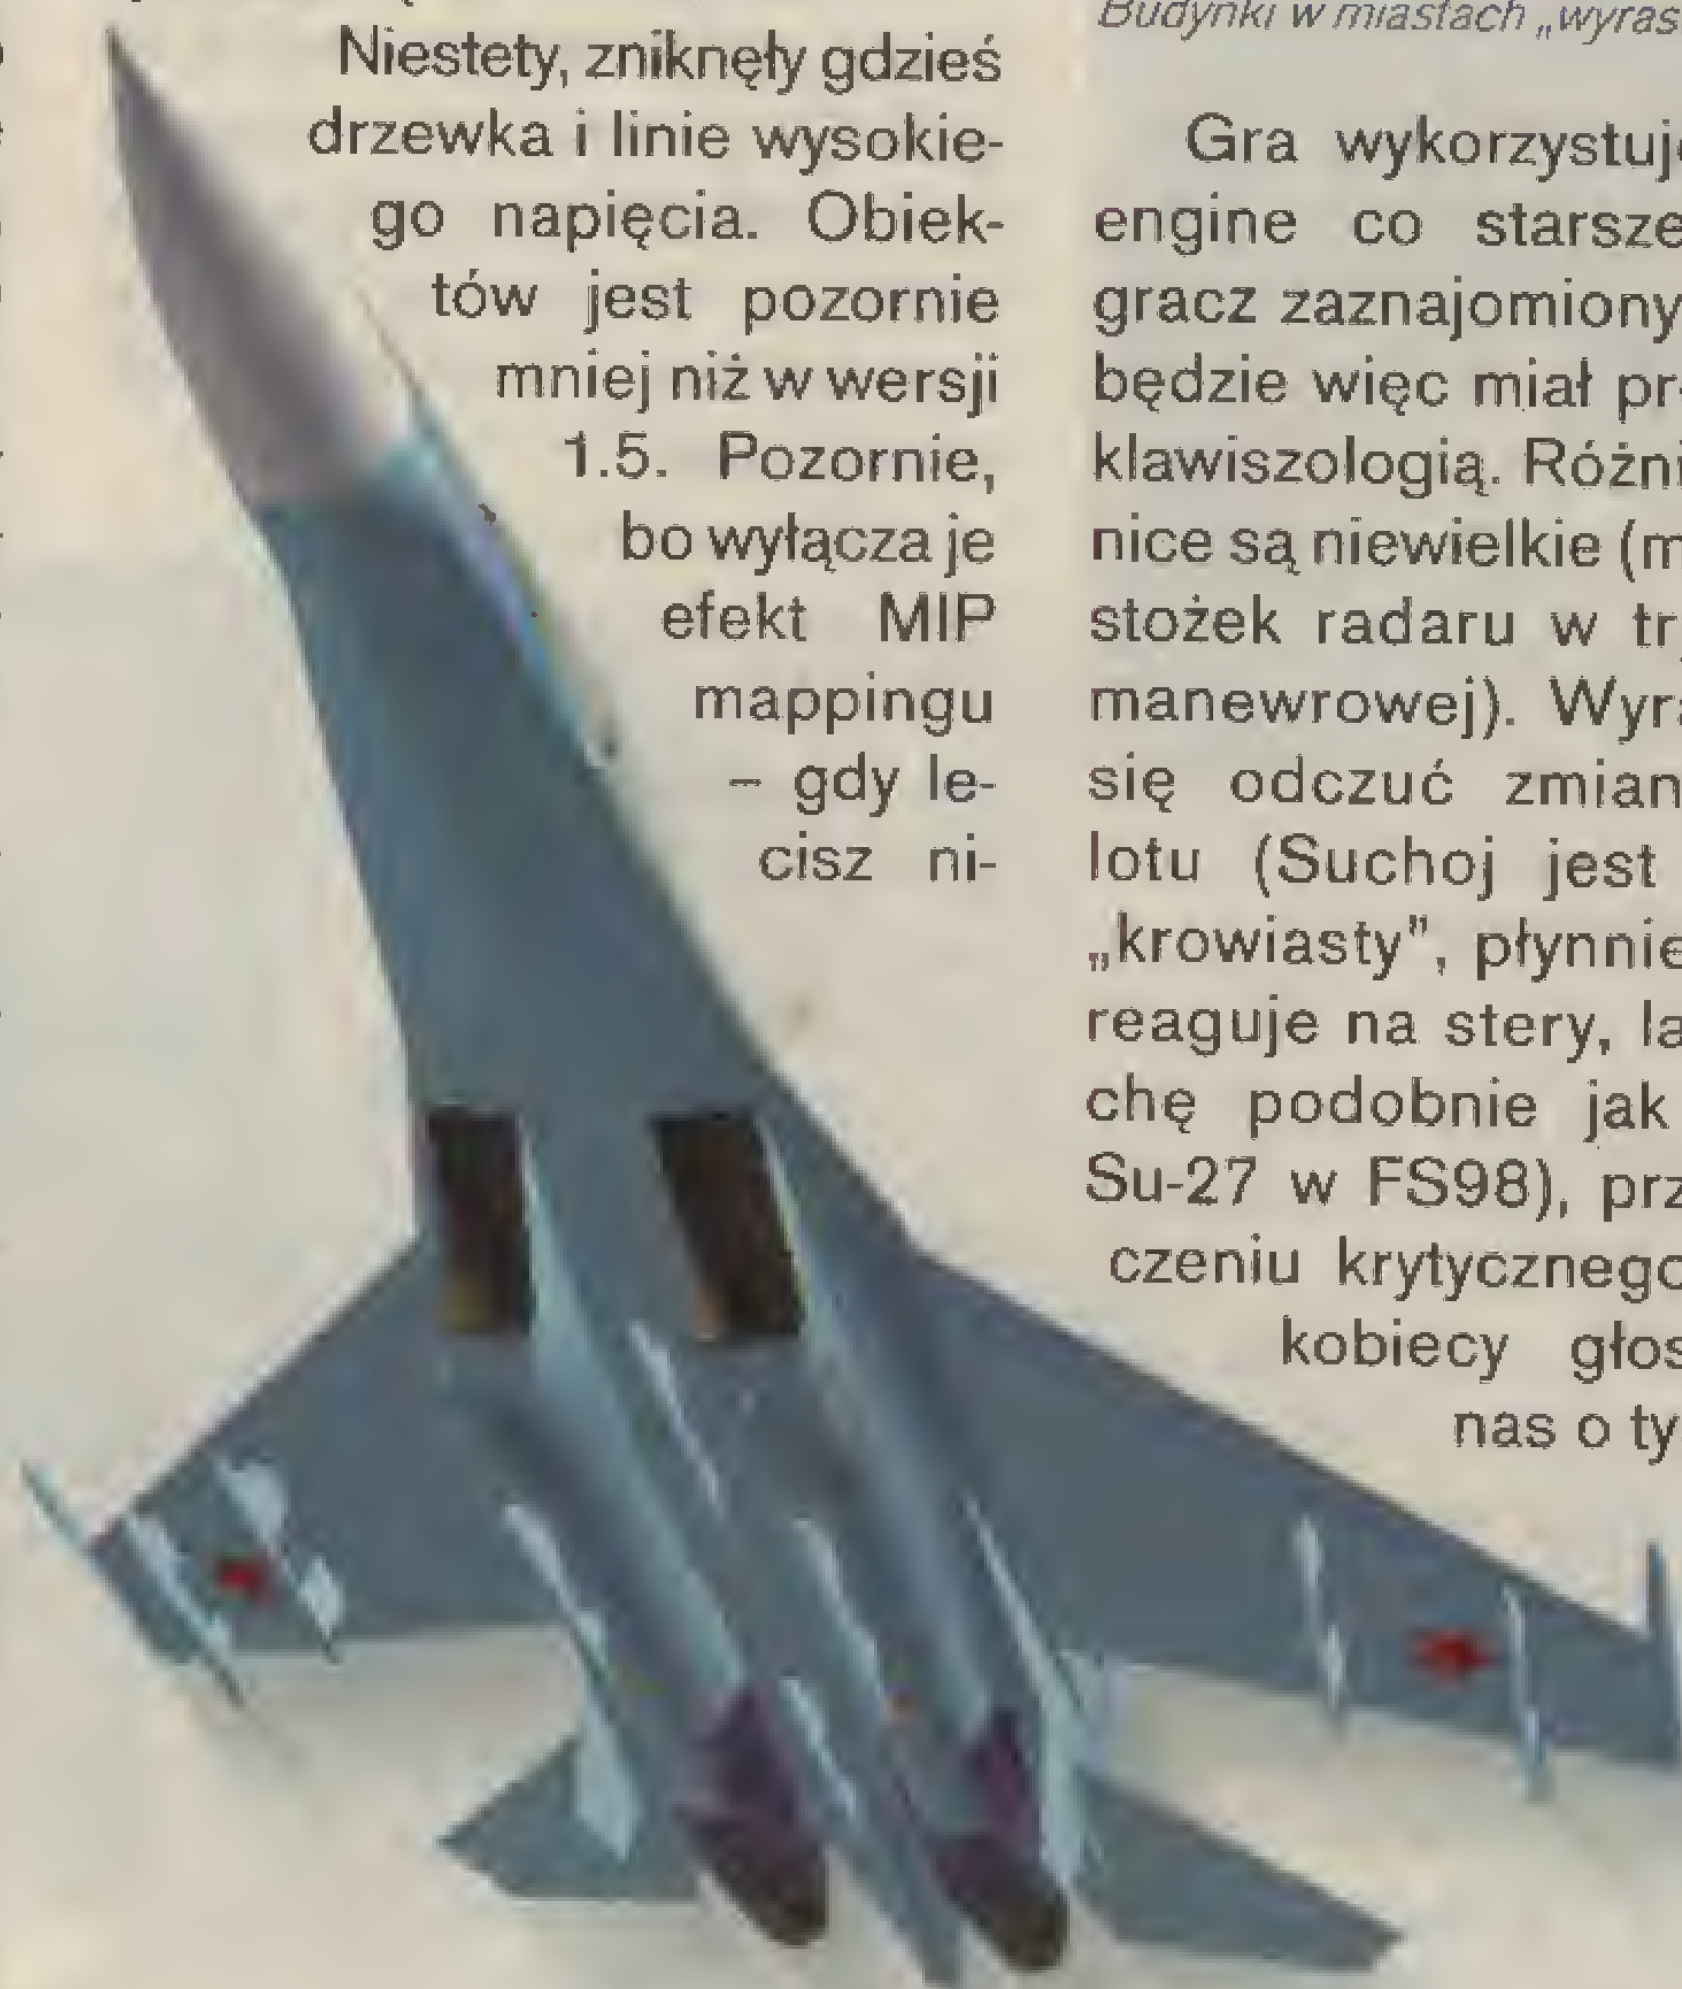 Niestety, zniknęły gdzieś
drzewka i linie wysokie-
go napięcia. Obiek-
tów jest pozornie
mniej niż w wersji
1.5. Pozornie,
bo wyłącza je
efekt MIP
mappingu
– gdy le-
cisz ni-
Budynki w miastach „wyras
Gra wykorzystuje
engine co starsze
gracz zaznajomiony
będzie więc miał pr
klawiszologią. Różni
nice są niewielkie (m
stożek radaru w tr
manewrowej). Wyra
się odczuć zmian
lotu (Suchoj jest
„krowiasty”, płynnie
reaguje na stery, la
chę podobnie jak
Su-27 w FS98), prz
czeniu krytycznego
kobiecy głos
nas o ty